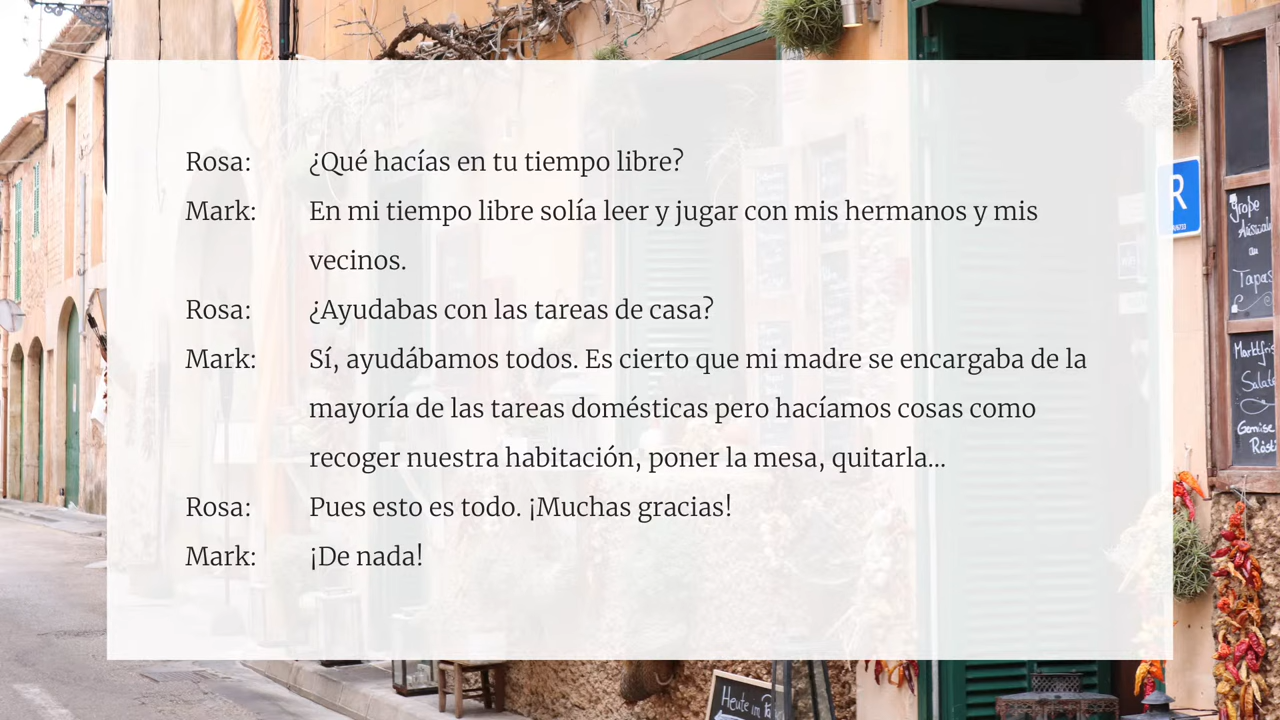 Rosa: ¿Qué hacías en tu tiempo libre?
Mark: En mi tiempo libre solía leer y jugar con mis hermanos y mis
vecinos.
Rosa: ¿Ayudabas con las tareas de casa?
Mark: Sí, ayudábamos todos. Es cierto que mi madre se encargaba de la
mayoría de las tareas domésticas pero hacíamos cosas como
recoger nuestra habitación, poner la mesa, quitarla...
Rosa: Pues esto es todo. ¡Muchas gracias!
Mark: ¡De nada!
R
Tapas
Heute im